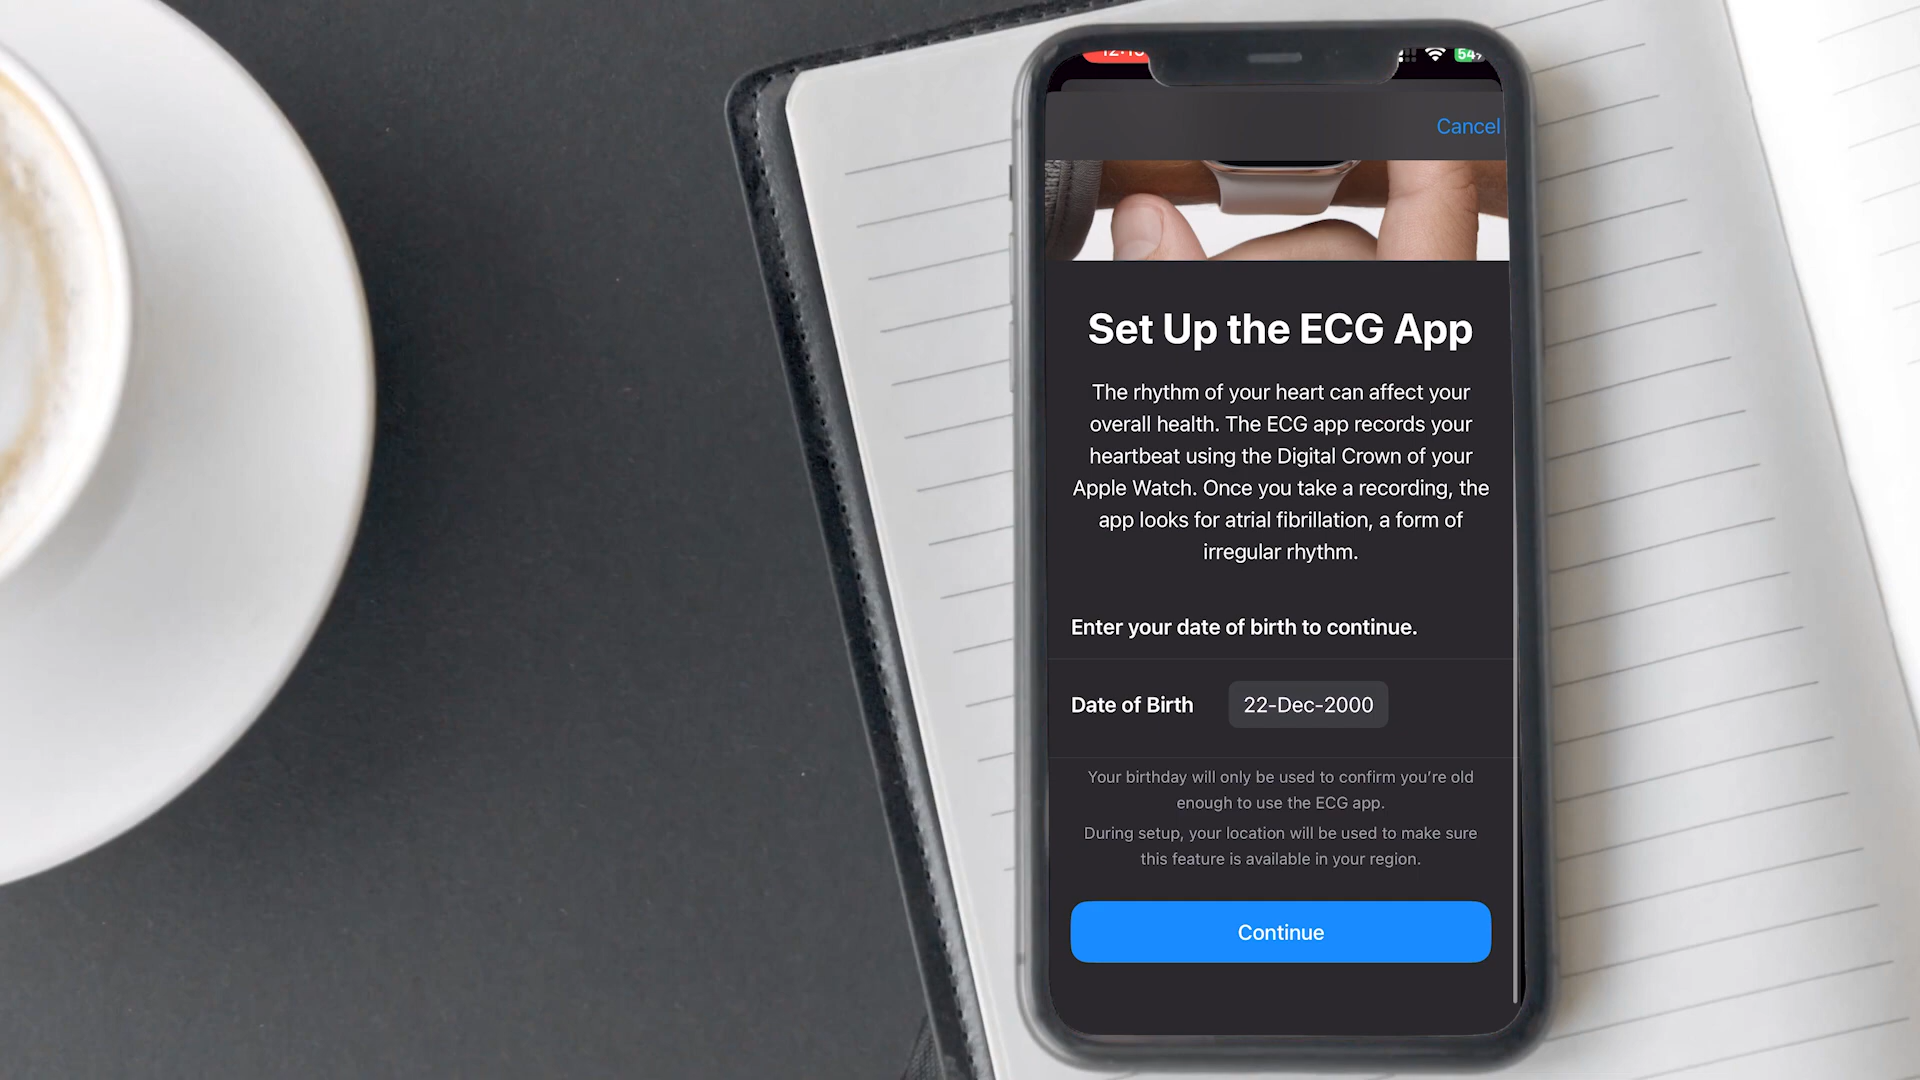 54
Cancel
Set Up the ECG App
The rhythm of your heart can affect your
overall health. The ECG app records your
heartbeat using the Digital Crown of your
Apple Watch. Once you take a recording, the
app looks for atrial fibrillation, a form of
irregular rhythm.
Enter your date of birth to continue.
Date of Birth 22-Dec-2000
Your birthday will only be used to confirm you’re old
enough to use the ECG app.
During setup, your location will be used to make sure
this feature is available in your region.
Continue